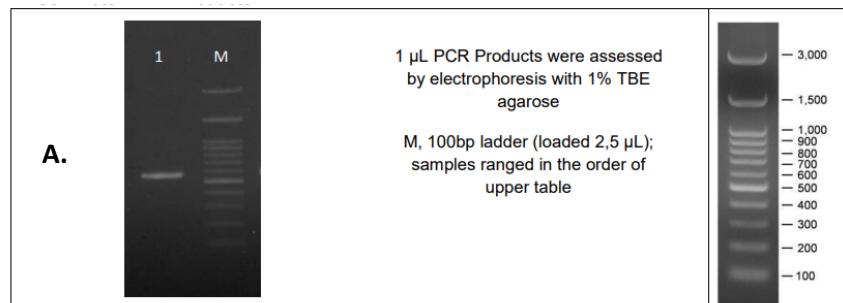 1 M
A.
1 µL PCR Products were assessed
by electrophoresis with 1% TBE
agarose
M, 100bp ladder (loaded 2,5 µL);
samples ranged in the order of
upper table
3,000
1,500
1,000
900
800
700
600
500
400
300
200
100